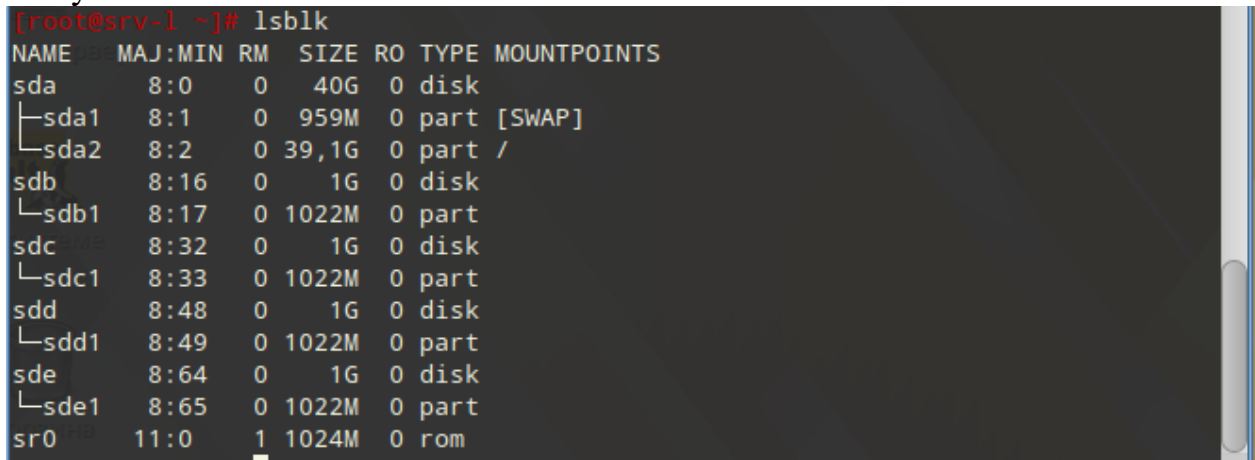 [root@srv-l ~]# lsblk
NAME MAJ:MIN RM SIZE RO TYPE MOUNTPOINTS
sda 8:0 0 40G 0 disk
├─sda1 8:1 0 959M 0 part [SWAP]
└─sda2 8:2 0 39,1G 0 part /
sdb 8:16 0 1G 0 disk
└─sdb1 8:17 0 1022M 0 part
sdc 8:32 0 1G 0 disk
└─sdc1 8:33 0 1022M 0 part
sdd 8:48 0 1G 0 disk
└─sdd1 8:49 0 1022M 0 part
sde 8:64 0 1G 0 disk
└─sde1 8:65 0 1022M 0 part
sr0 11:0 1 1024M 0 rom